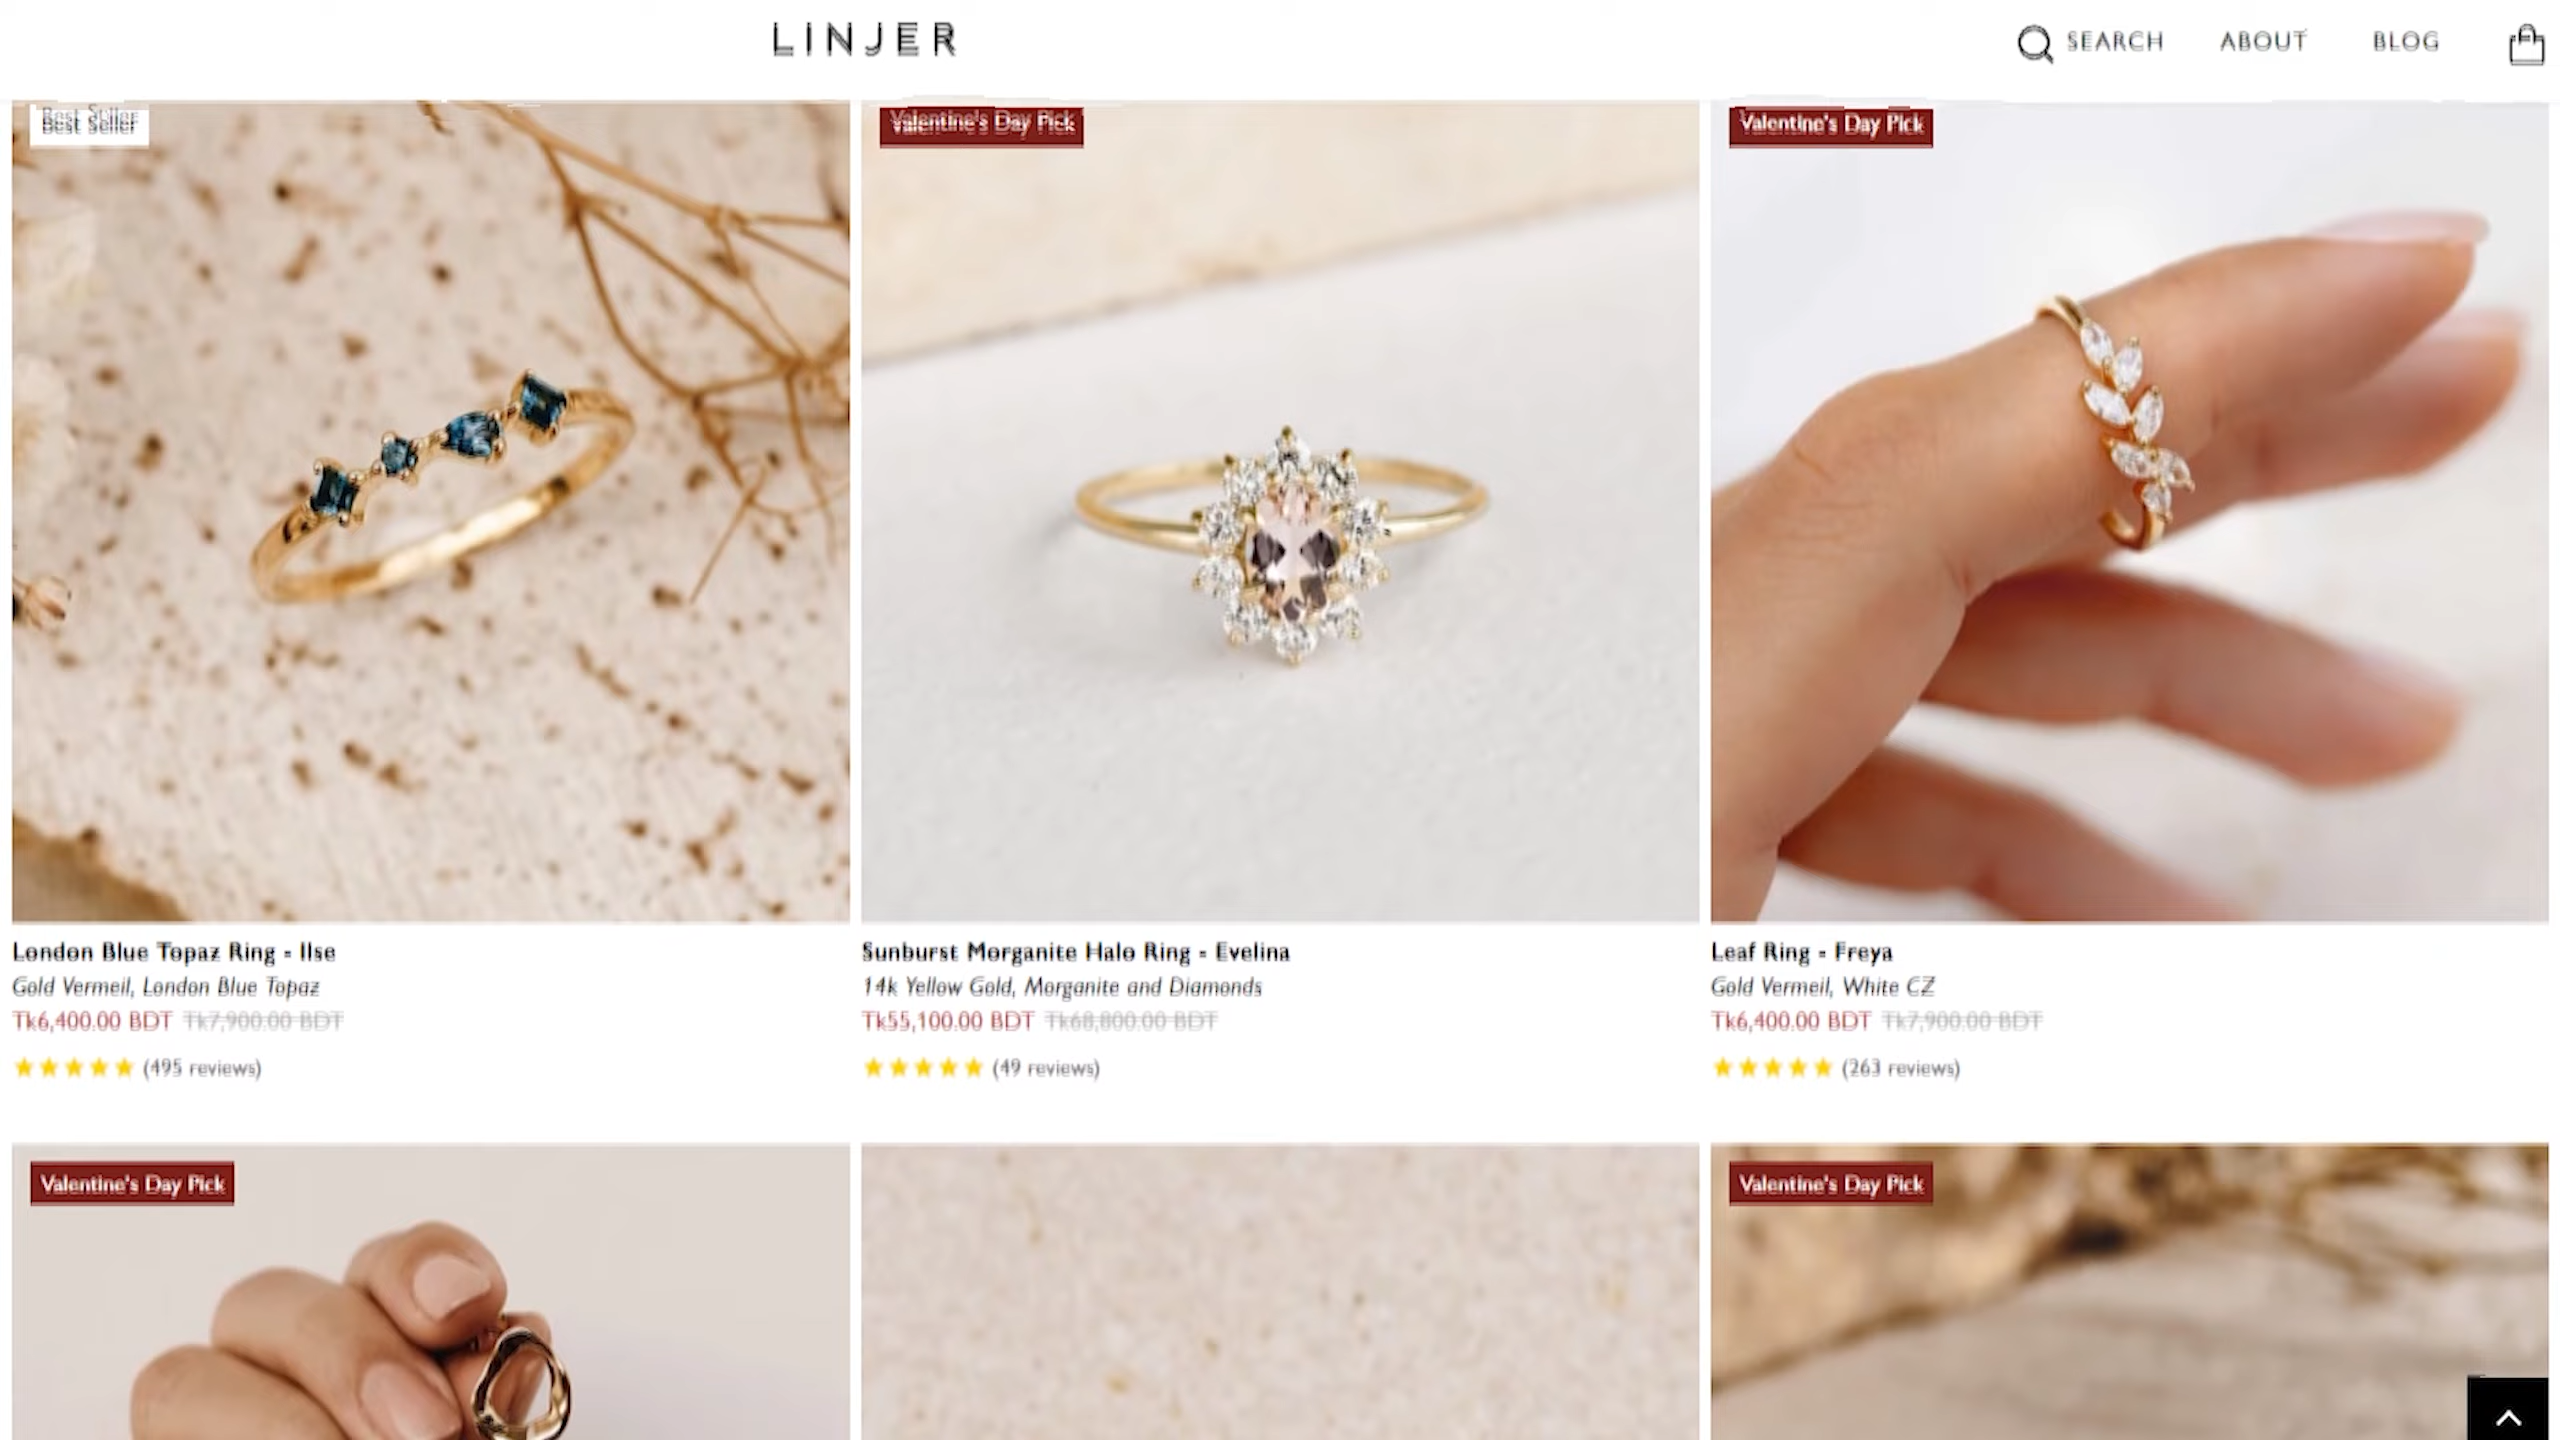 LINJER
SEARCH ABOUT BLOG
Best Seller
Valentine's Day Pick
Valentine's Day Pick
London Blue Topaz Ring - Ilse
Gold Vermeil, London Blue Topaz
Tk6,400.00 BDT Tk7,900.00 BDT
(495 reviews)
Sunburst Morganite Halo Ring - Evelina
14k Yellow Gold, Morganite and Diamonds
Tk55,100.00 BDT Tk68,800.00 BDT
(49 reviews)
Leaf Ring - Freya
Gold Vermeil, White CZ
Tk6,400.00 BDT Tk7,900.00 BDT
(263 reviews)
Valentine's Day Pick
Valentine's Day Pick